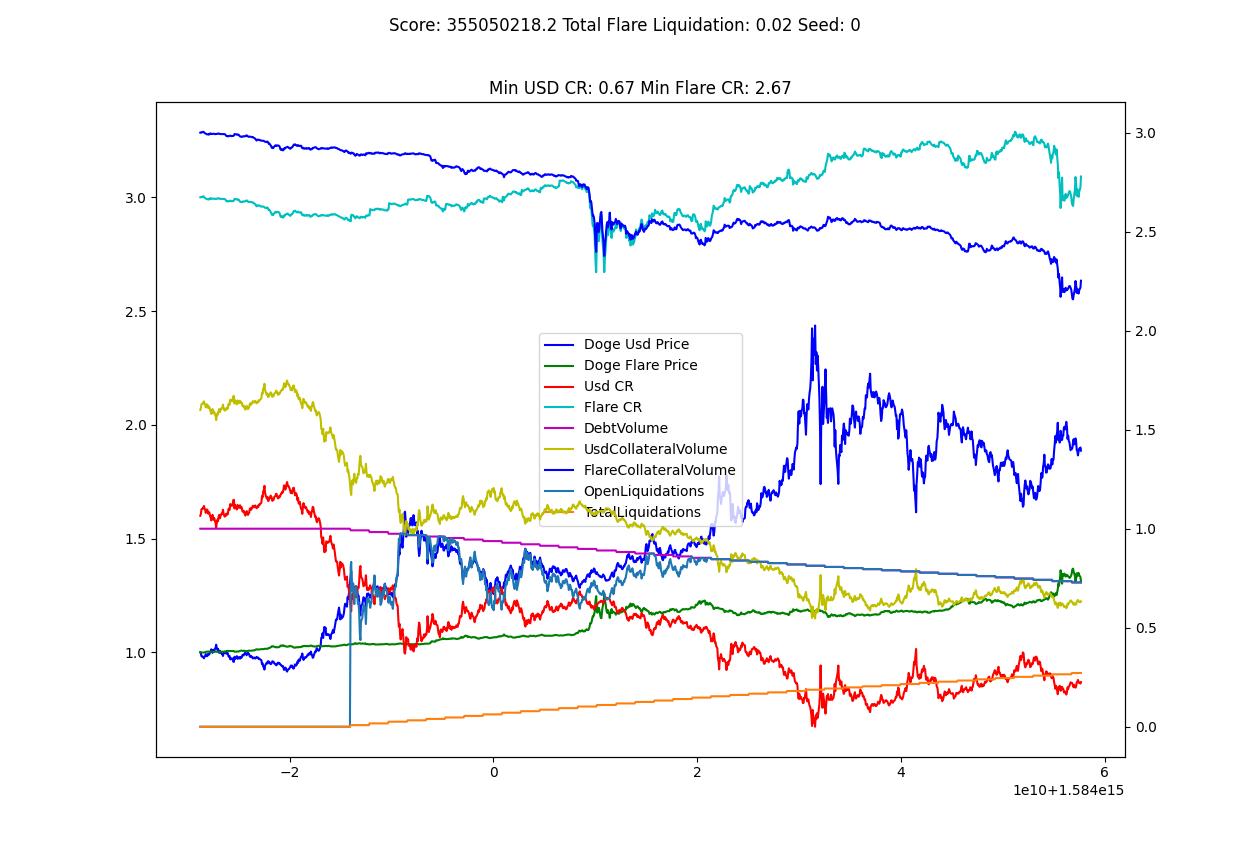 Score: 355050218.2 Total Flare Liquidation: 0.02 Seed: 0
Min USD CR: 0.67 Min Flare CR: 2.67
3.0
2.5
2.0
1.5
1.0
3.0
2.5
2.0
1.5
1.0
0.5
0.0
Doge Usd Price
Doge Flare Price
Usd CR
Flare CR
DebtVolume
UsdCollateralVolume
FlareCollateralVolume
OpenLiquidations
TotalLiquidations
−2 0 2 4 6
1e10+1.584e15